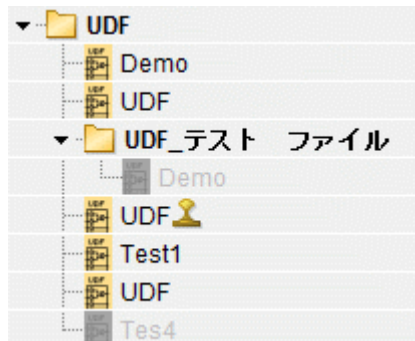 UDF
Demo
UDF
UDF_テスト　ファイル
Demo
UDF
Test1
UDF
Tes4